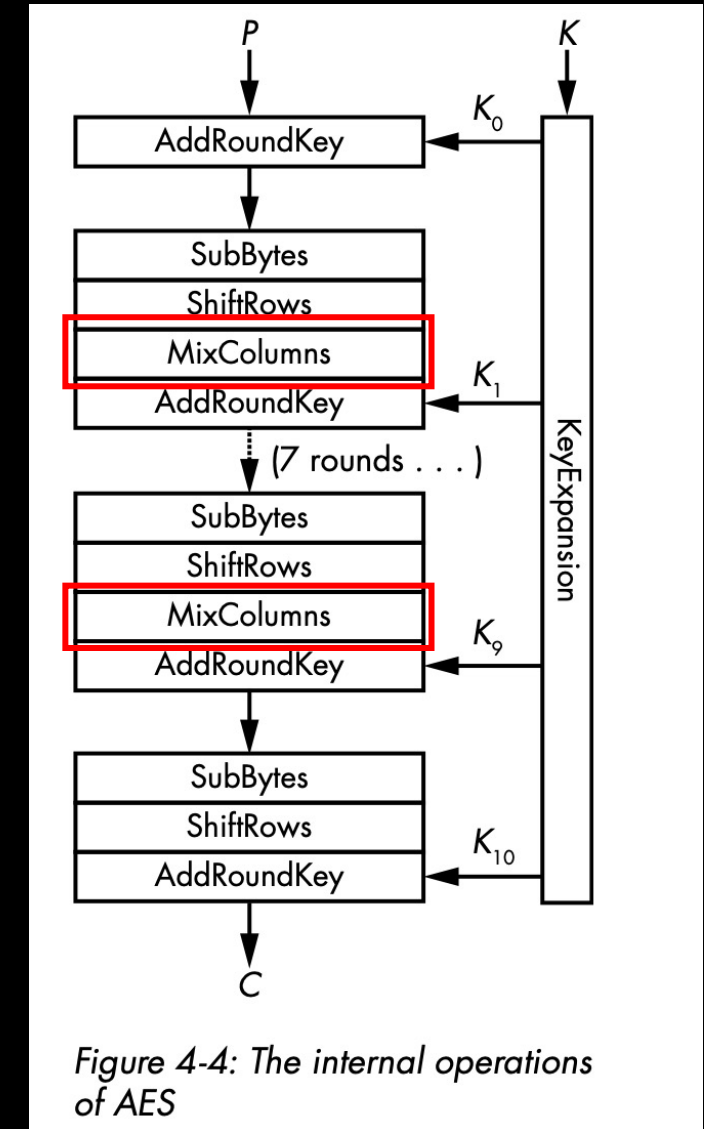 P
K
K₀
AddRoundKey
SubBytes
ShiftRows
MixColumns
K₁
AddRoundKey
(7 rounds . . . )
KeyExpansion
SubBytes
ShiftRows
MixColumns
K₉
AddRoundKey
SubBytes
ShiftRows
K₁₀
AddRoundKey
C
Figure 4-4: The internal operations
of AES